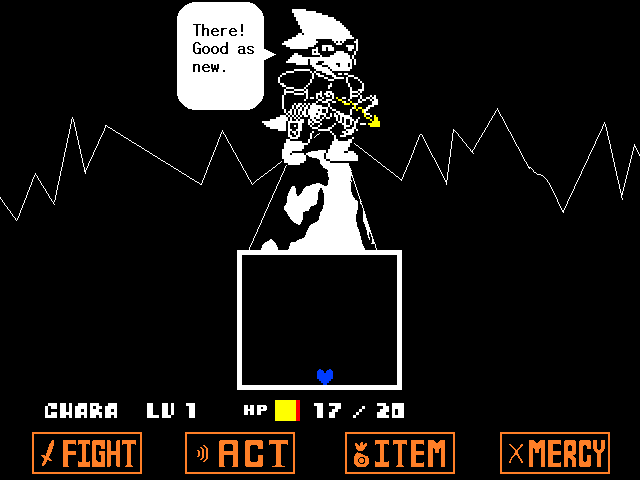 There!
Good as
new.
CHARA LV 1 HP 17 / 20
FIGHT ACT ITEM MERCY